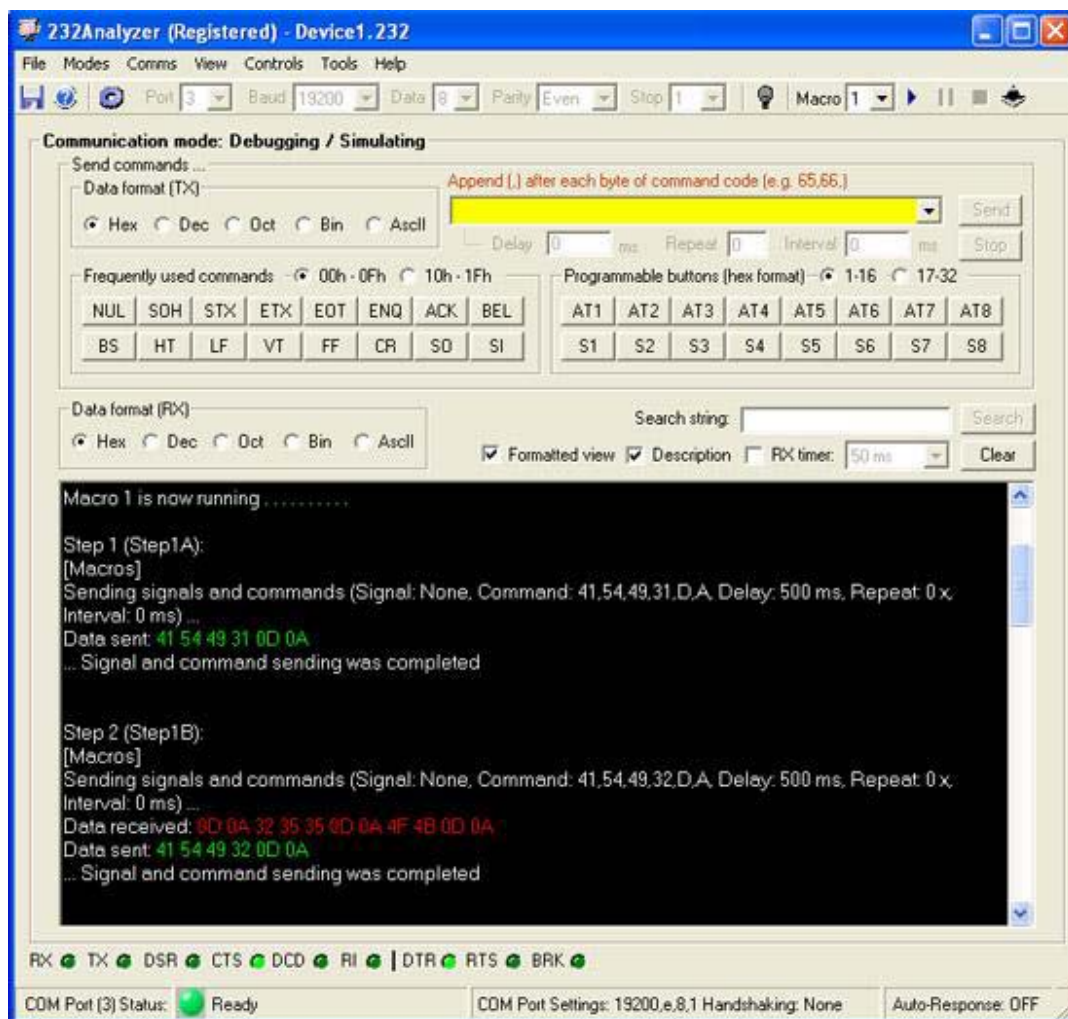 232Analyzer (Registered) - Device1.232
File Modes Comms View Controls Tools Help
Port 3 Baud 19200 Data 8 Parity Even Stop 1 Macro 1
Communication mode: Debugging / Simulating
Send commands ...
Data format (TX)
Append (,) after each byte of command code (e.g. 65,66,)
Hex Dec Oct Bin AscII
Send
Delay 0 ms Repeat 0 Interval 0 ms Stop
Frequently used commands 00h - 0Fh 10h - 1Fh
Programmable buttons (hex format) 1-16 17-32
NUL SOH STX ETX EOT ENQ ACK BEL
AT1 AT2 AT3 AT4 AT5 AT6 AT7 AT8
BS HT LF VT FF CR SO SI
S1 S2 S3 S4 S5 S6 S7 S8
Data format (RX)
Search string: Search
Hex Dec Oct Bin AscII
Formatted view Description RX timer: 50 ms Clear
Macro 1 is now running . . . . . . . . . .
Step 1 (Step1A):
[Macros]
Sending signals and commands (Signal: None, Command: 41,54,49,31,D,A, Delay: 500 ms, Repeat: 0 x,
Interval: 0 ms) ...
Data sent: 41 54 49 31 0D 0A
... Signal and command sending was completed
Step 2 (Step1B):
[Macros]
Sending signals and commands (Signal: None, Command: 41,54,49,32,D,A, Delay: 500 ms, Repeat: 0 x,
Interval: 0 ms) ...
Data received: 0D 0A 32 35 35 0D 0A 4F 4B 0D 0A
Data sent: 41 54 49 32 0D 0A
... Signal and command sending was completed
RX TX DSR CTS DCD RI | DTR RTS BRK
COM Port (3) Status: Ready
COM Port Settings: 19200,e,8,1 Handshaking: None
Auto-Response: OFF